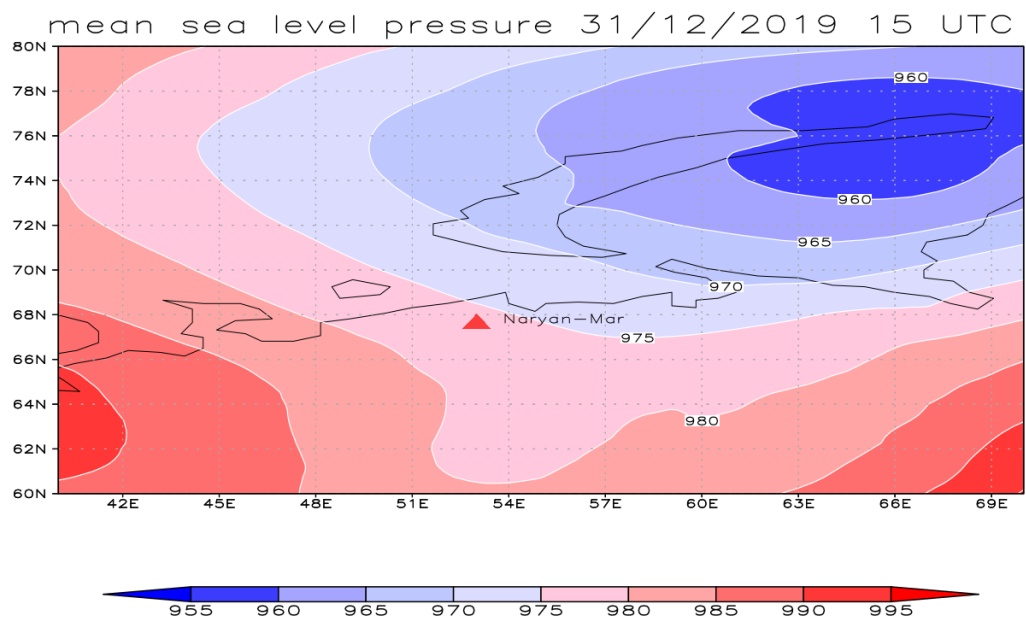 mean sea level pressure 31/12/2019 15 UTC
80N
960
78N
76N
74N
960
72N
965
70N
970
68N
Naryan-Mar
975
66N
64N
980
62N
60N
42E 45E 48E 51E 54E 57E 60E 63E 66E 69E
955 960 965 970 975 980 985 990 995